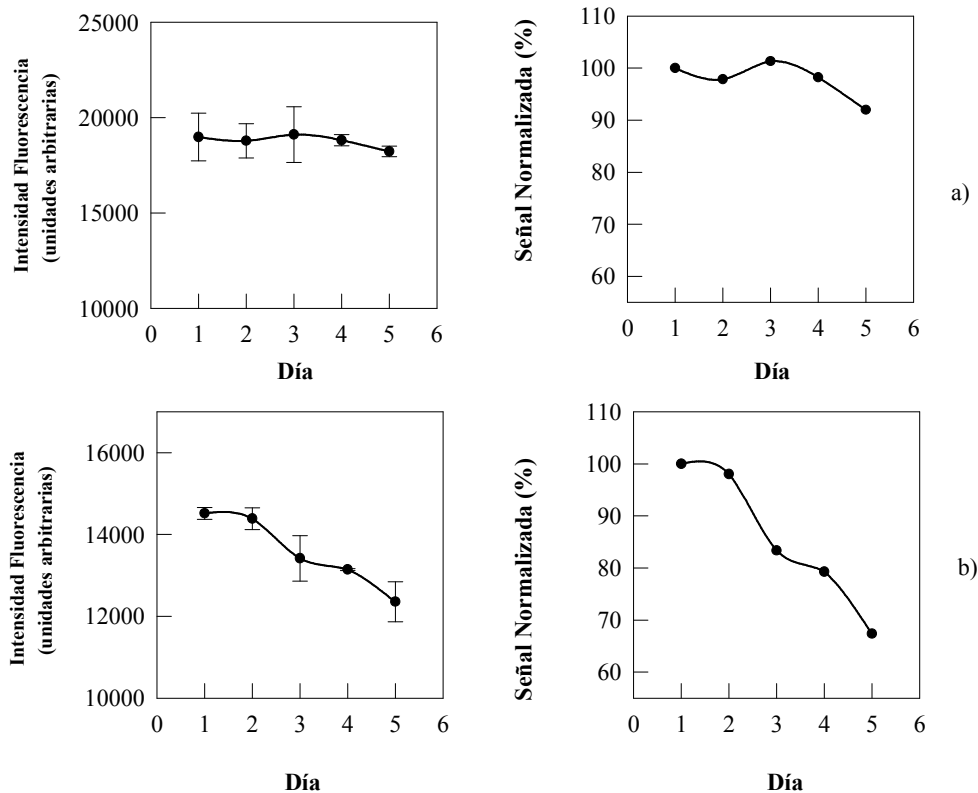 Intensidad Fluorescencia
(unidades arbitrarias)
25000
20000
15000
10000
0 1 2 3 4 5 6
Día
Señal Normalizada (%)
110
100
90
80
70
60
0 1 2 3 4 5 6
Día
a)
Intensidad Fluorescencia
(unidades arbitrarias)
16000
14000
12000
10000
0 1 2 3 4 5 6
Día
Señal Normalizada (%)
110
100
90
80
70
60
0 1 2 3 4 5 6
Día
b)